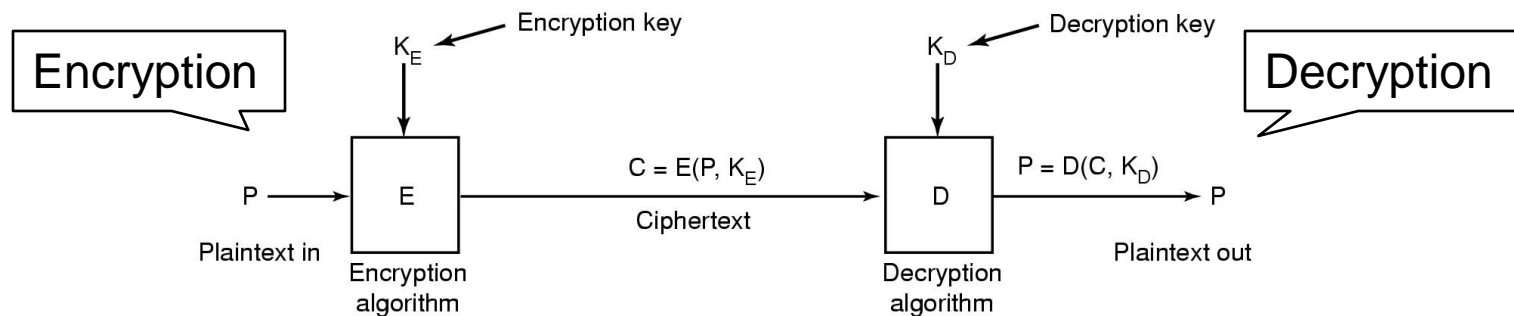 Encryption
K_E
Encryption key
K_D
Decryption key
Decryption
P
E
C = E(P, K_E)
D
P = D(C, K_D)
P
Plaintext in
Ciphertext
Plaintext out
Encryption
algorithm
Decryption
algorithm